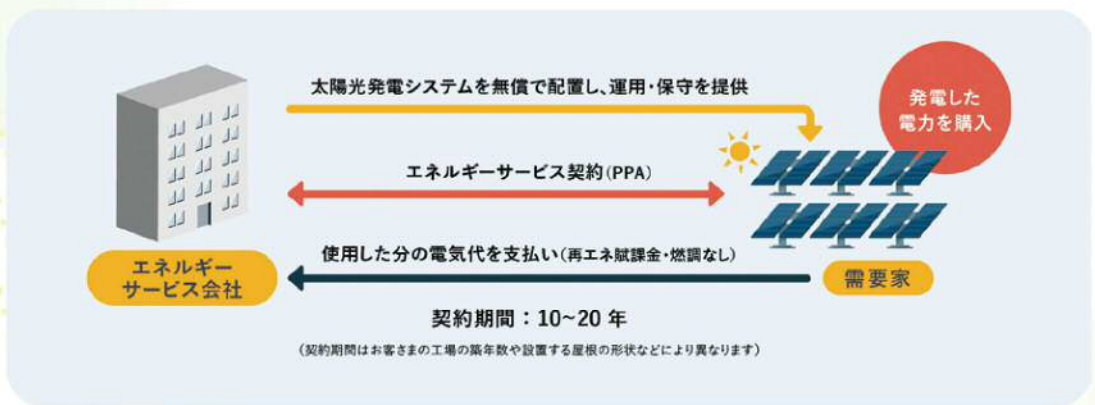 太陽光発電システムを無償で配置し、運用・保守を提供
発電した
電力を購入
エネルギーサービス契約(PPA)
使用した分の電気代を支払い(再エネ賦課金・燃調なし)
エネルギー
サービス会社
需要家
契約期間：10~20 年
(契約期間はお客さまの工場の築年数や設置する屋根の形状などにより異なります)